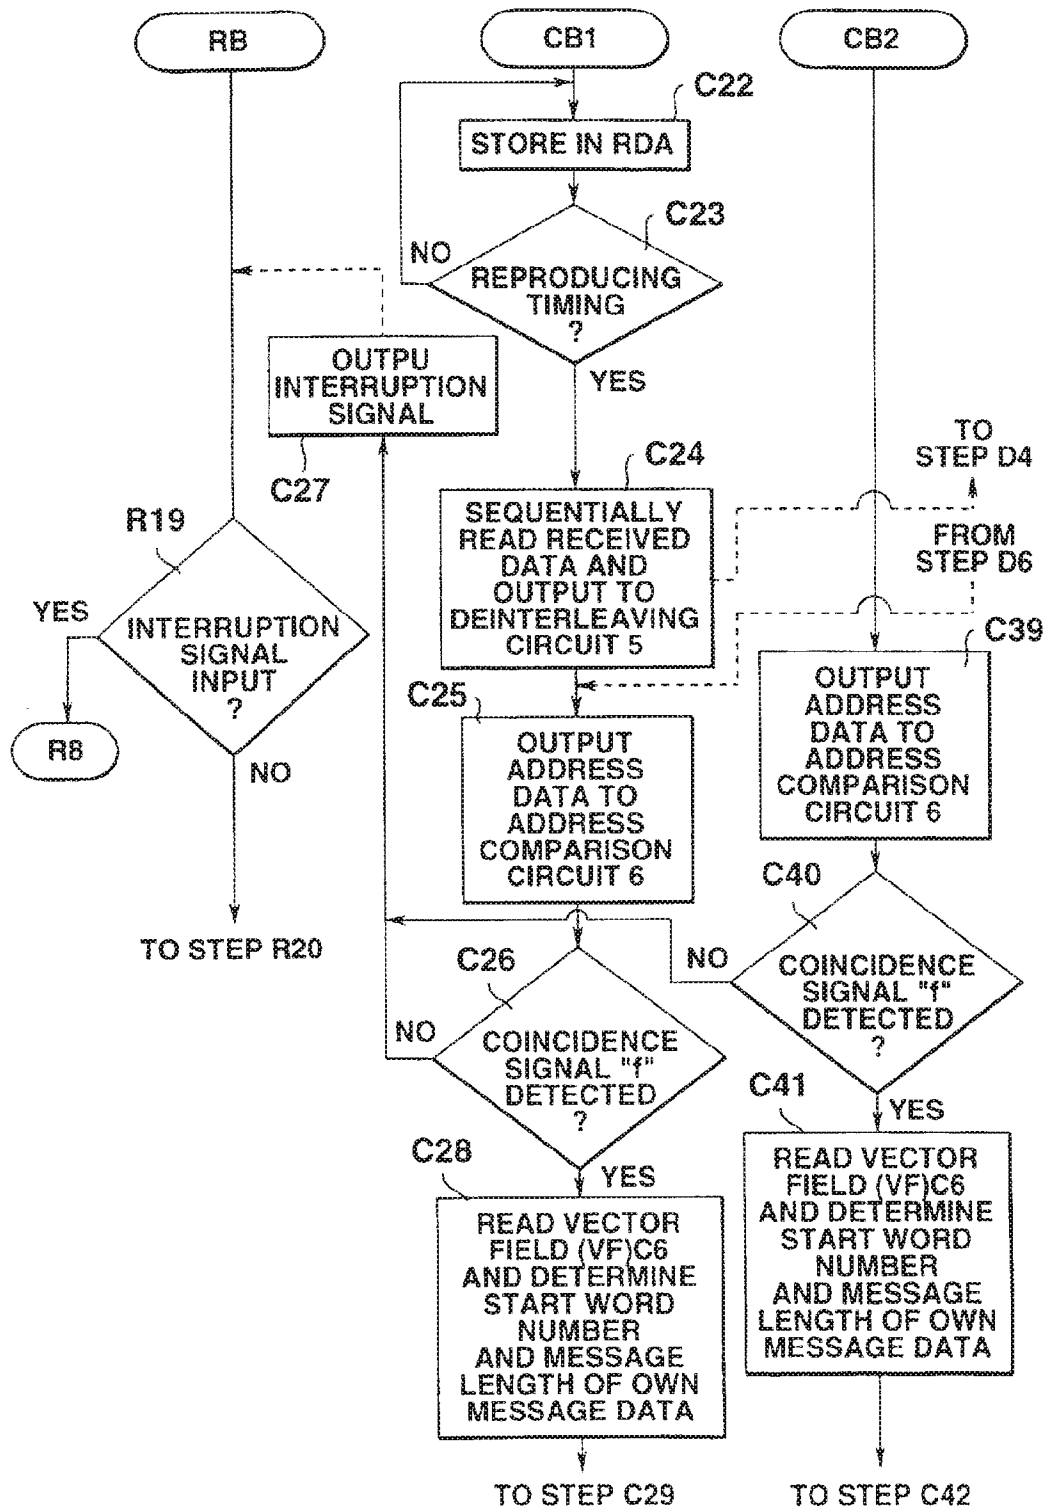 RB
CB1
CB2
C22
STORE IN RDA
C23
NO
REPRODUCING
TIMING
?
YES
OUTPU
INTERRUPTION
SIGNAL
C27
TO
STEP D4
C24
SEQUENTIALLY
READ RECEIVED
DATA AND
OUTPUT TO
DEINTERLEAVING
CIRCUIT 5
FROM
STEP D6
R19
YES
INTERRUPTION
SIGNAL
INPUT
?
R8
NO
TO STEP R20
C25
OUTPUT
ADDRESS
DATA TO
ADDRESS
COMPARISON
CIRCUIT 6
C39
OUTPUT
ADDRESS
DATA TO
ADDRESS
COMPARISON
CIRCUIT 6
C40
NO
COINCIDENCE
SIGNAL "f"
DETECTED
?
YES
C26
NO
COINCIDENCE
SIGNAL "f"
DETECTED
?
YES
C28
READ VECTOR
FIELD (VF)C6
AND DETERMINE
START WORD
NUMBER
AND MESSAGE
LENGTH OF OWN
MESSAGE DATA
TO STEP C29
C41
READ VECTOR
FIELD (VF)C6
AND DETERMINE
START WORD
NUMBER
AND MESSAGE
LENGTH OF OWN
MESSAGE DATA
TO STEP C42